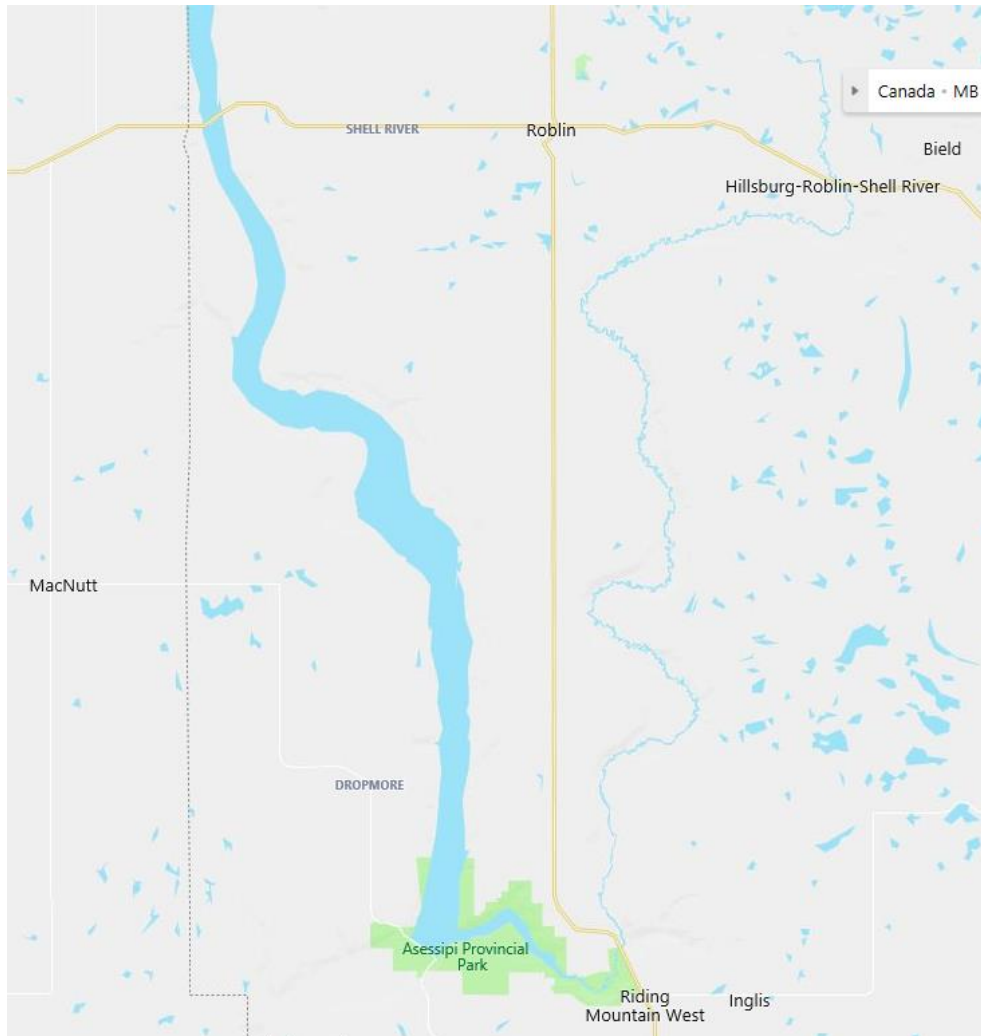 Canada • MB
SHELL RIVER
Roblin
Bield
Hillsburg-Roblin-Shell River
MacNutt
DROPMORE
Asessipi Provincial
Park
Riding
Mountain West
Inglis